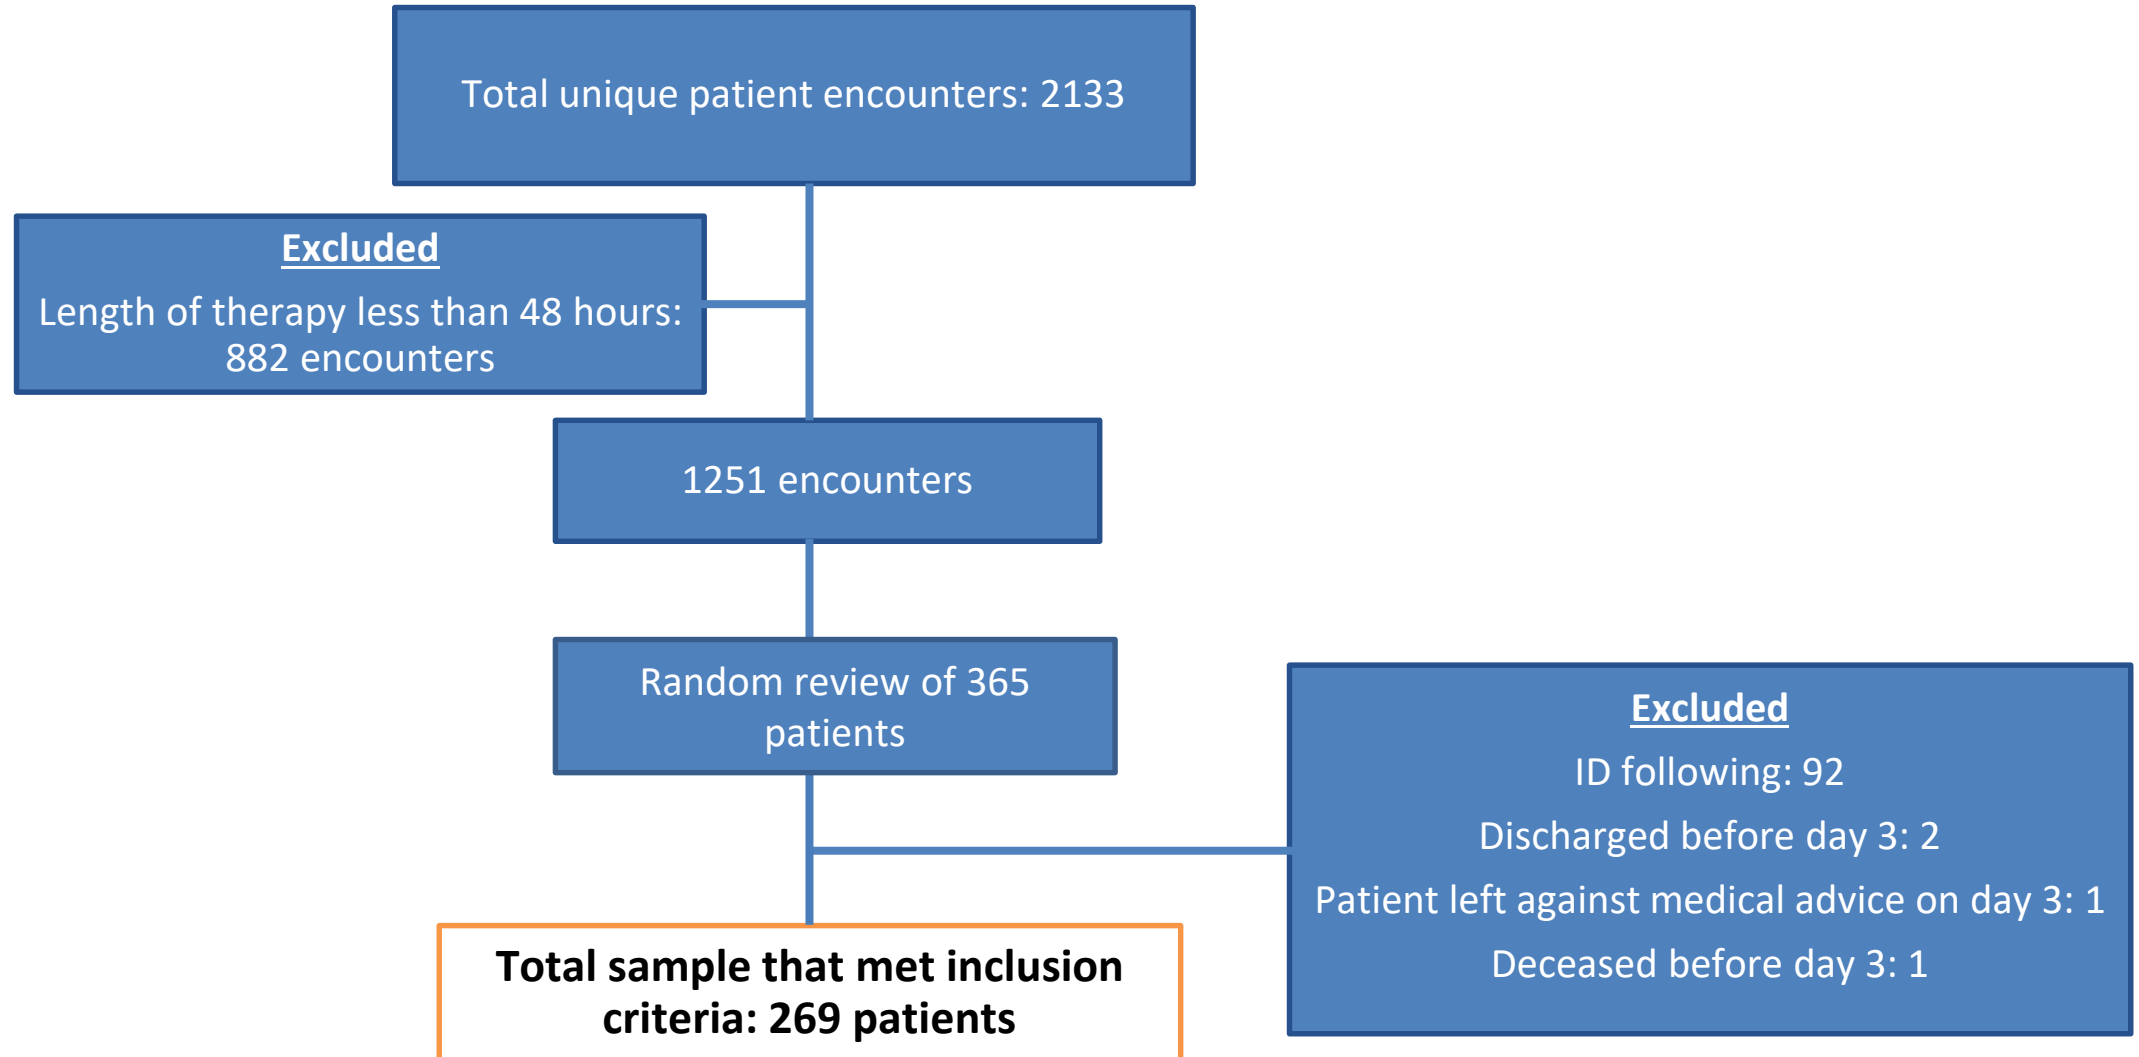 Total unique patient encounters: 2133
Excluded
Length of therapy less than 48 hours:
882 encounters
1251 encounters
Random review of 365
patients
Excluded
ID following: 92
Discharged before day 3: 2
Patient left against medical advice on day 3: 1
Deceased before day 3: 1
Total sample that met inclusion
criteria: 269 patients